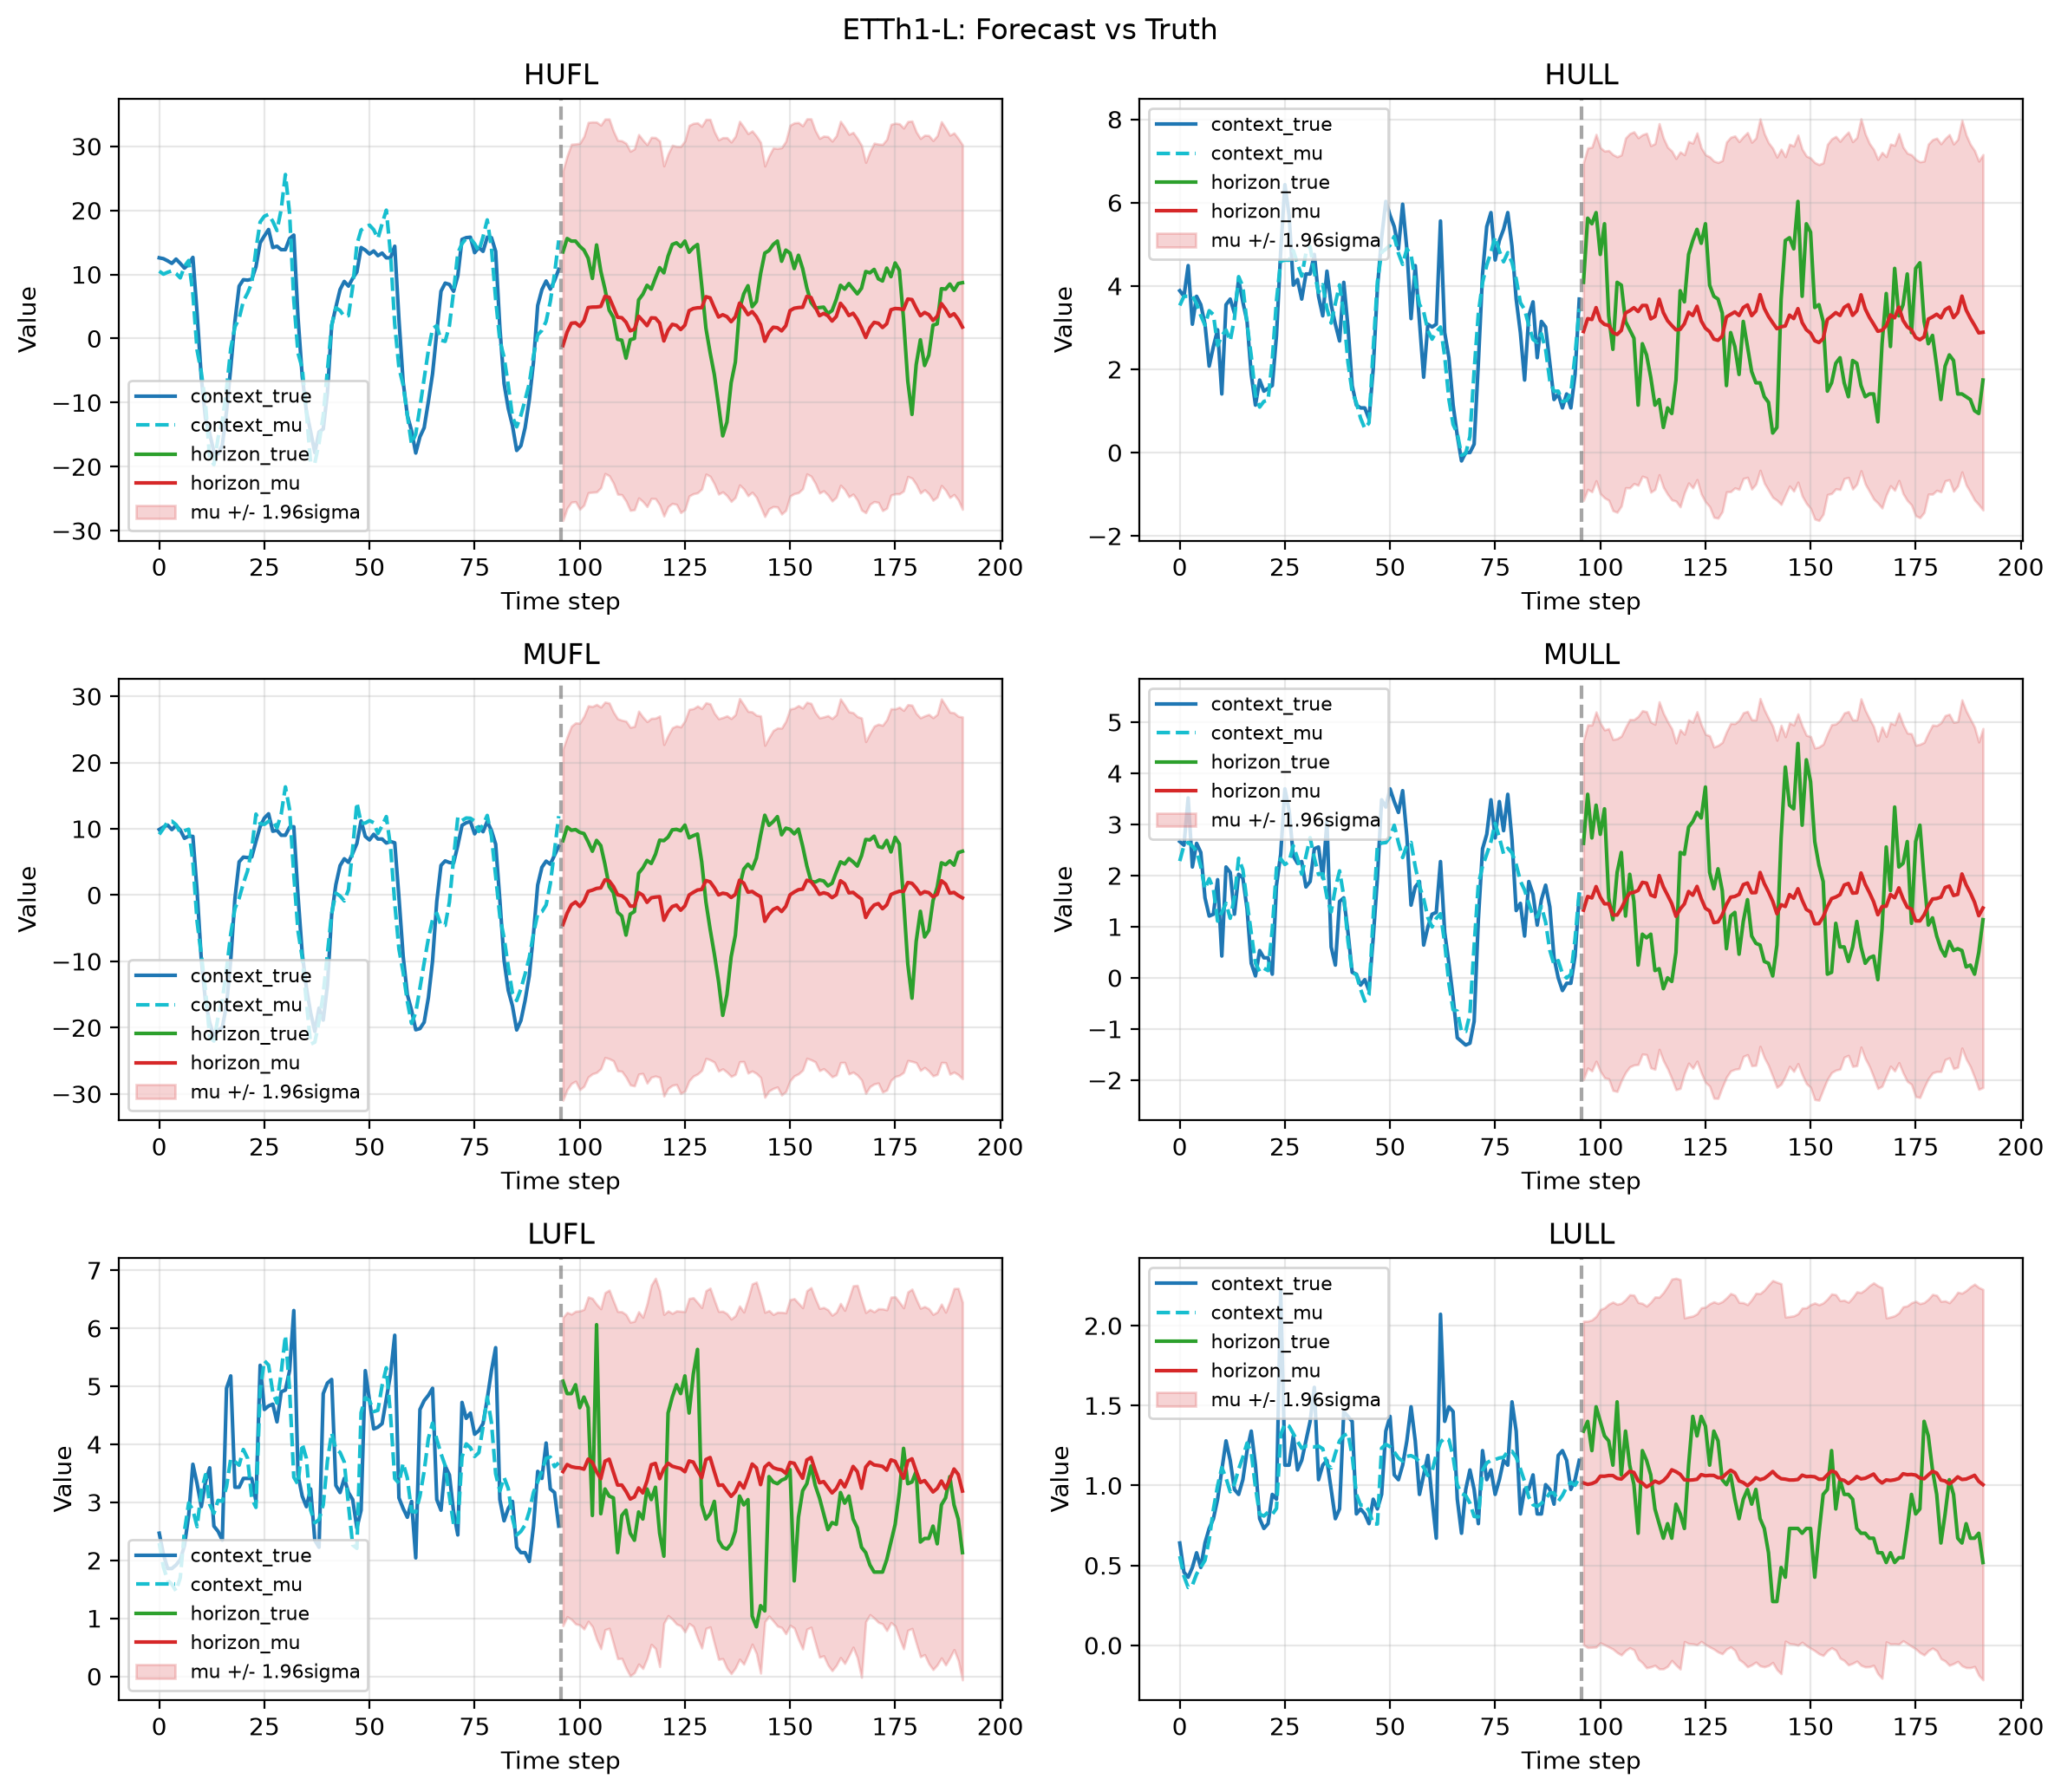 ETTh1-L: Forecast vs Truth
HUFL
Value
30
20
10
0
−10
−20
−30
context_true
context_mu
horizon_true
horizon_mu
mu +/- 1.96sigma
0 25 50 75 100 125 150 175 200
Time step
HULL
Value
8
6
4
2
0
−2
context_true
context_mu
horizon_true
horizon_mu
mu +/- 1.96sigma
0 25 50 75 100 125 150 175 200
Time step
MUFL
Value
30
20
10
0
−10
−20
−30
context_true
context_mu
horizon_true
horizon_mu
mu +/- 1.96sigma
0 25 50 75 100 125 150 175 200
Time step
MULL
Value
5
4
3
2
1
0
−1
−2
context_true
context_mu
horizon_true
horizon_mu
mu +/- 1.96sigma
0 25 50 75 100 125 150 175 200
Time step
LUFL
Value
7
6
5
4
3
2
1
0
context_true
context_mu
horizon_true
horizon_mu
mu +/- 1.96sigma
0 25 50 75 100 125 150 175 200
Time step
LULL
Value
2.0
1.5
1.0
0.5
0.0
context_true
context_mu
horizon_true
horizon_mu
mu +/- 1.96sigma
0 25 50 75 100 125 150 175 200
Time step